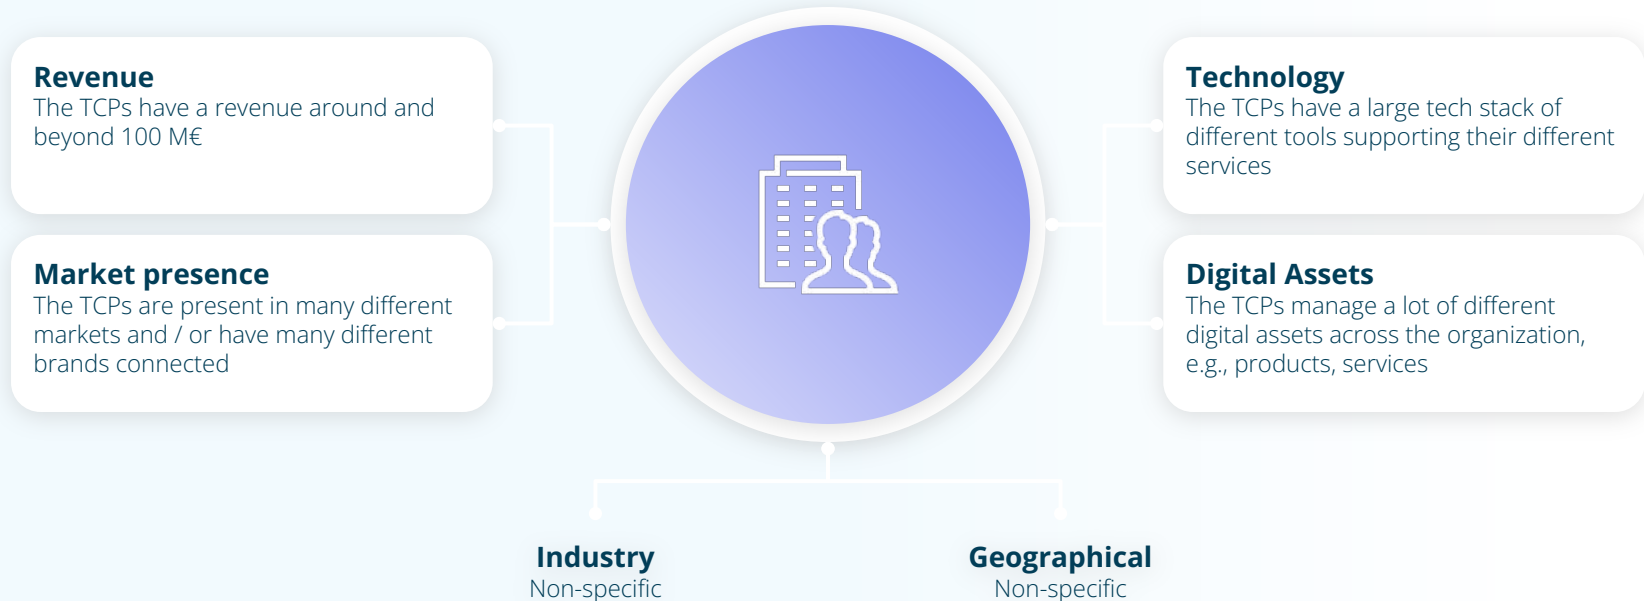 Revenue
The TCPs have a revenue around and
beyond 100 M€
Market presence
The TCPs are present in many different
markets and / or have many different
brands connected
Technology
The TCPs have a large tech stack of
different tools supporting their different
services
Digital Assets
The TCPs manage a lot of different
digital assets across the organization,
e.g., products, services
Industry
Non-specific
Geographical
Non-specific